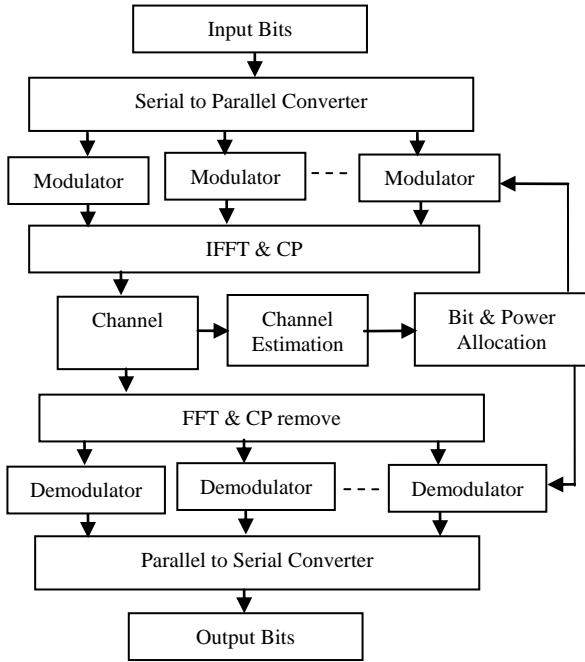 Input Bits
Serial to Parallel Converter
Modulator
Modulator
Modulator
IFFT & CP
Channel
Channel
Estimation
Bit & Power
Allocation
FFT & CP remove
Demodulator
Demodulator
Demodulator
Parallel to Serial Converter
Output Bits